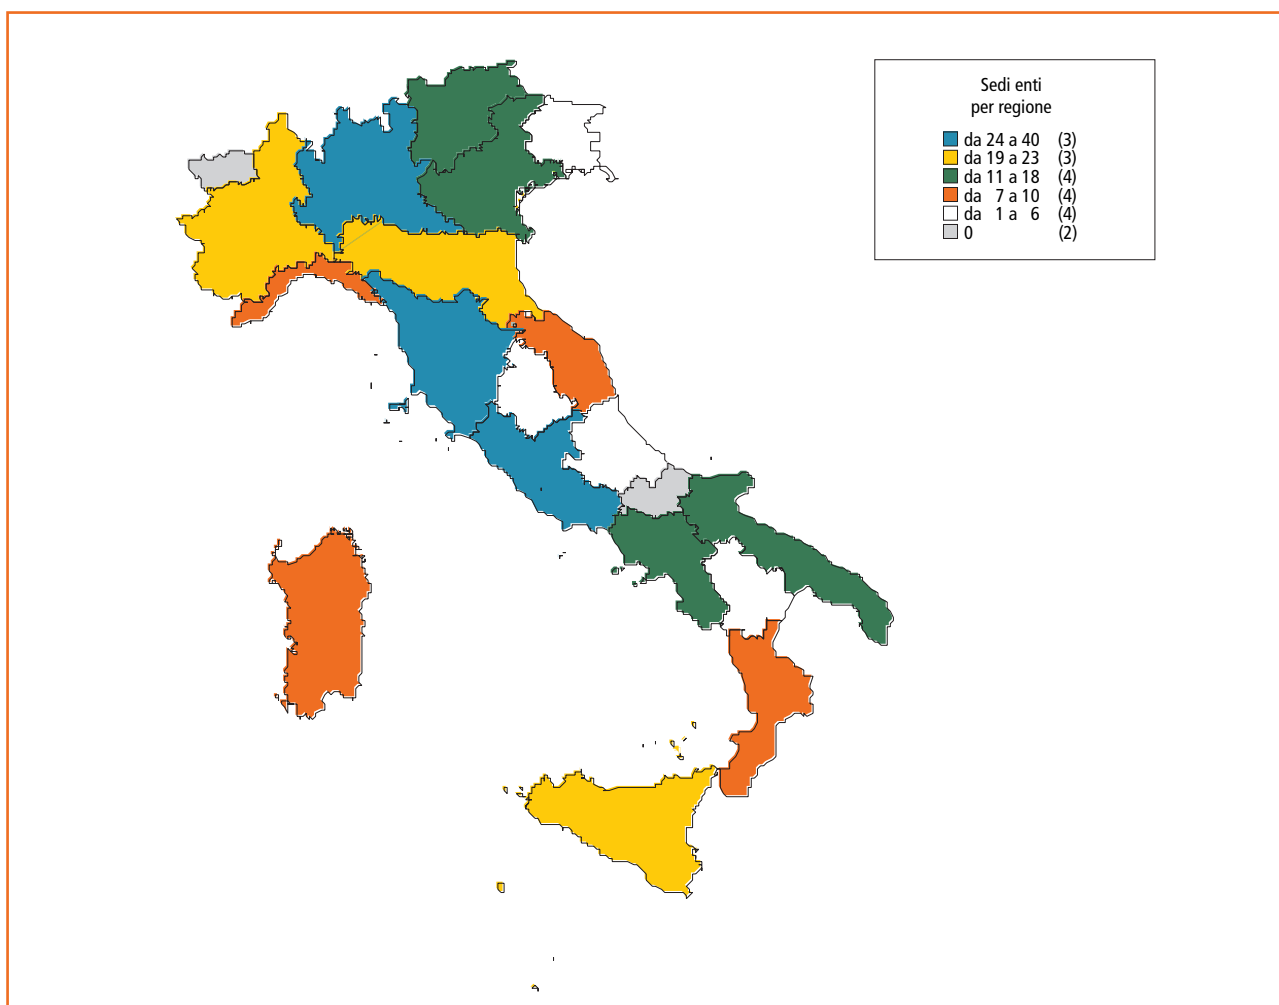 Sedi enti
per regione
da 24 a 40 (3)
da 19 a 23 (3)
da 11 a 18 (4)
da 7 a 10 (4)
da 1 a 6 (4)
0 (2)